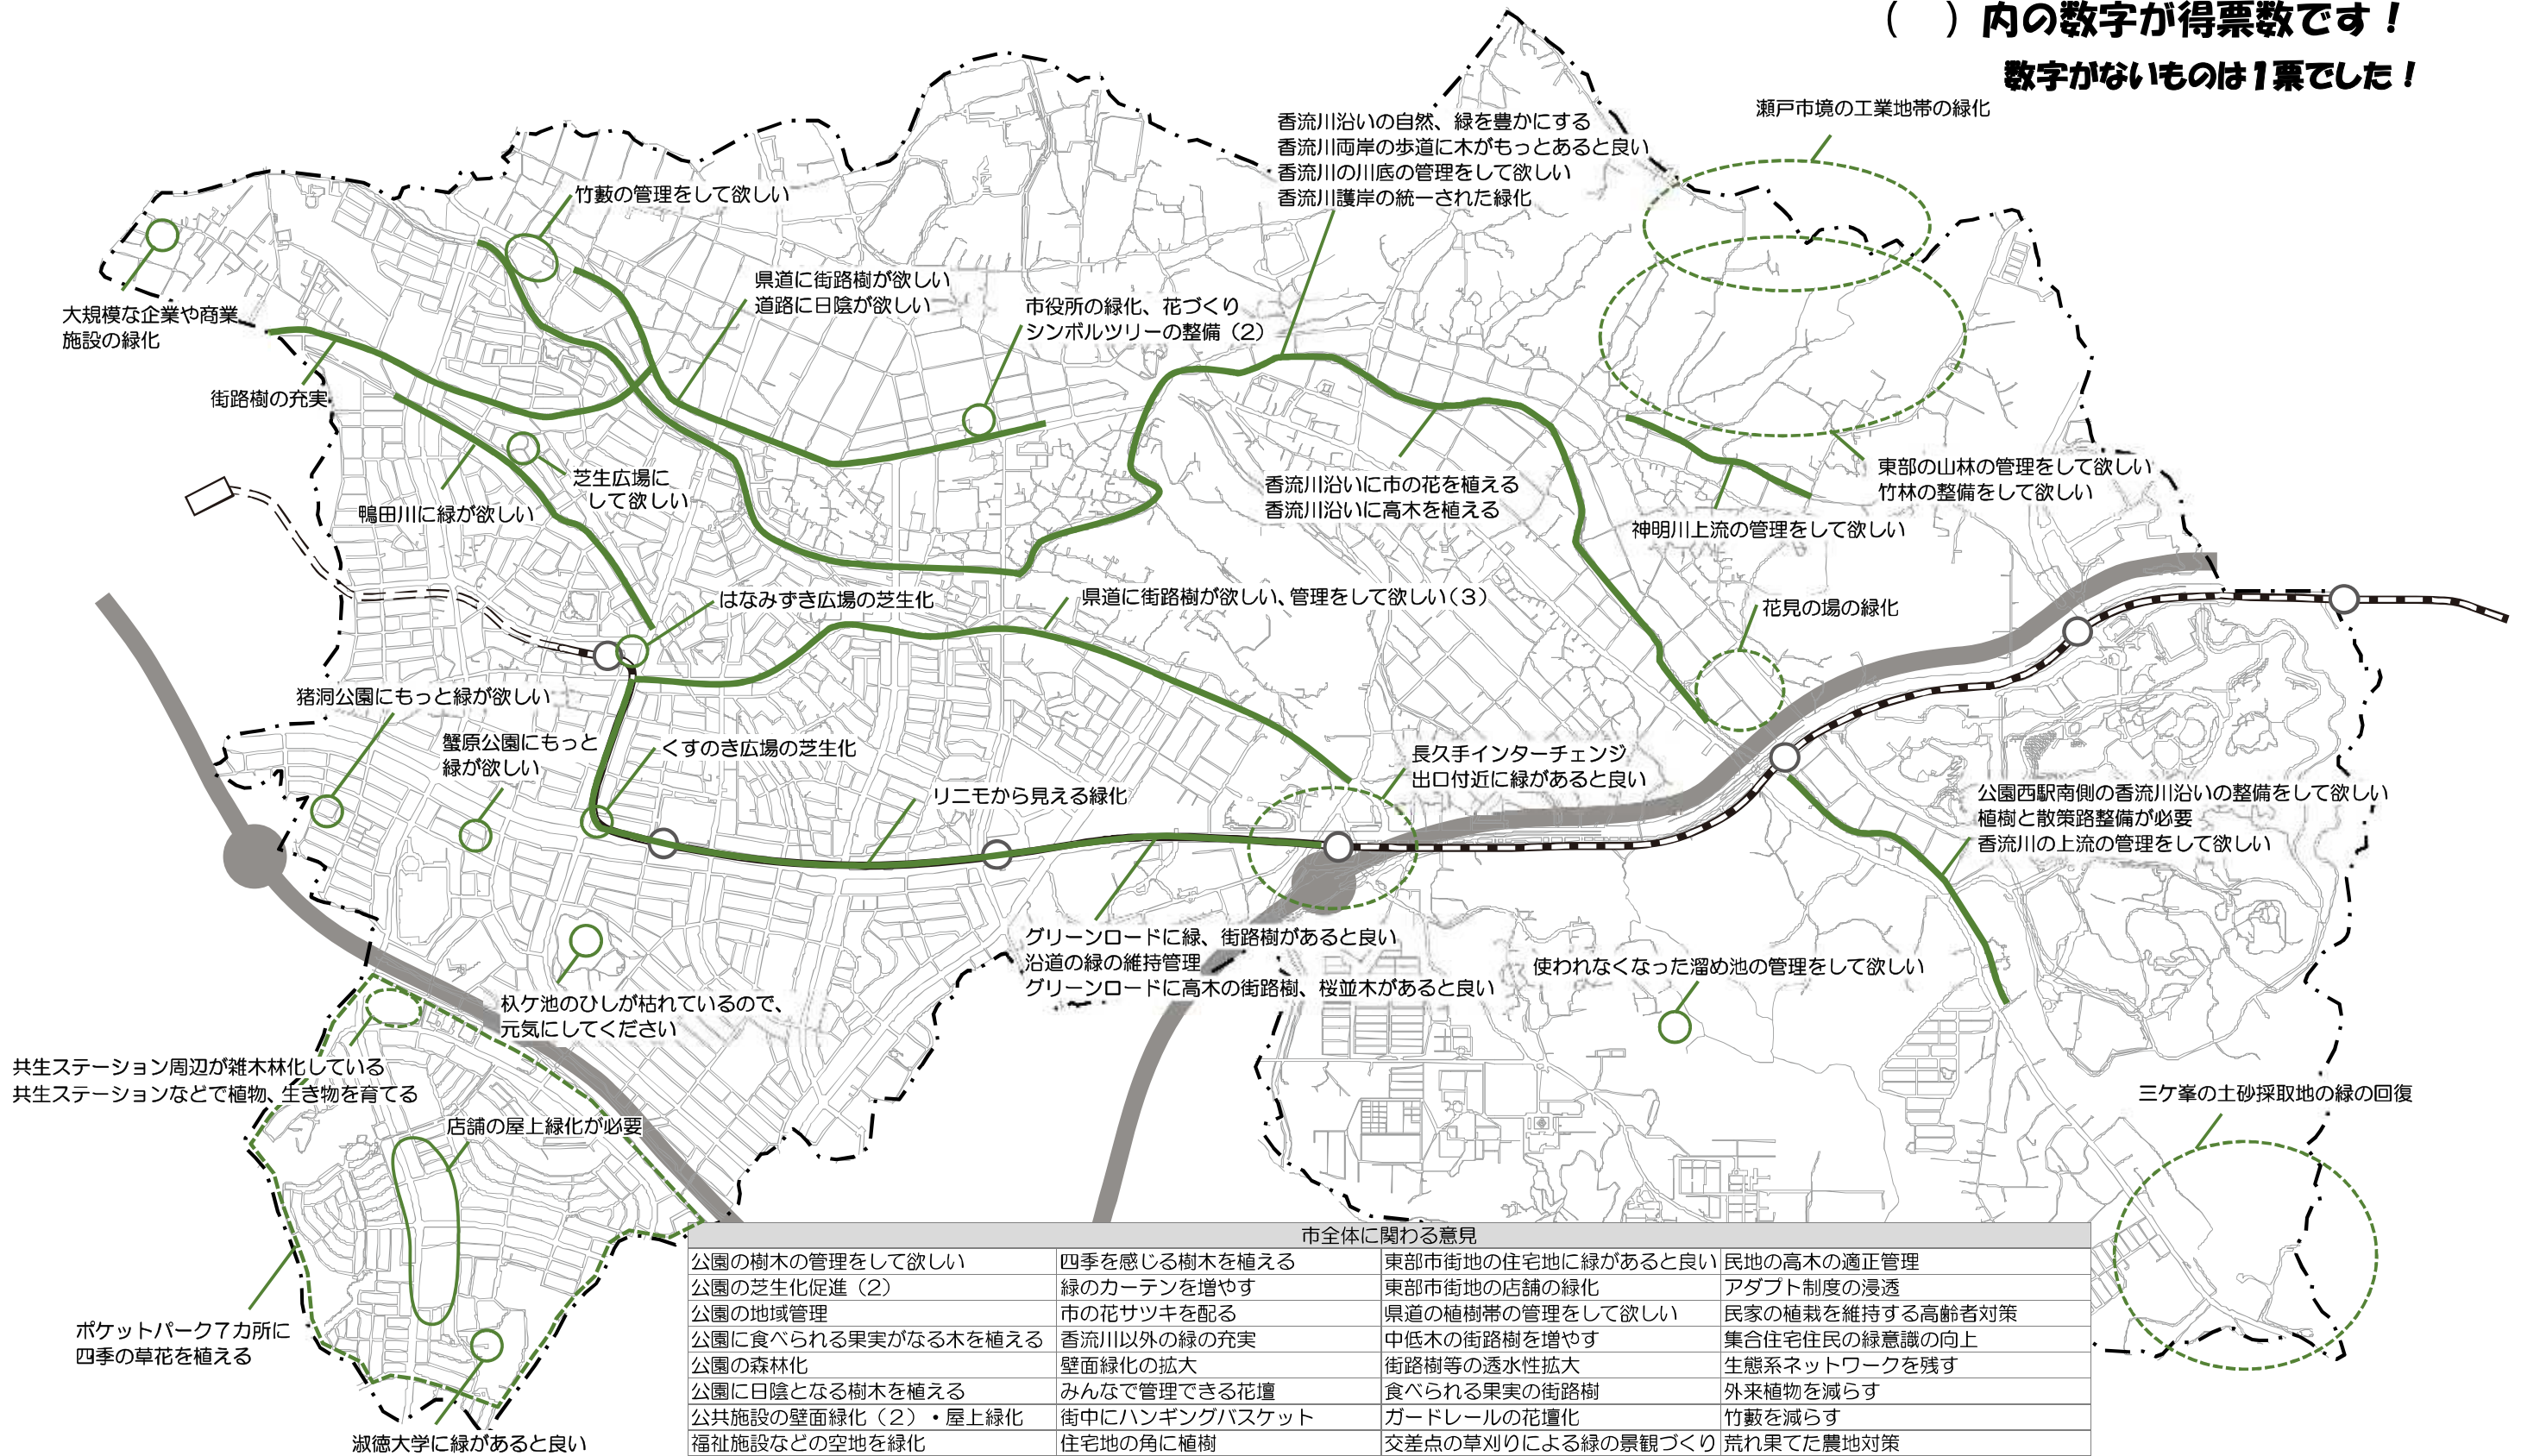 （　）内の数字が得票数です！
数字がないものは１票でした！
瀬戸市境の工業地帯の緑化
香流川沿いの自然、緑を豊かにする
香流川両岸の歩道に木がもっとあると良い
香流川の川底の管理をして欲しい
香流川護岸の統一された緑化
竹藪の管理をして欲しい
県道に街路樹が欲しい
道路に日陰が欲しい
市役所の緑化、花づくり
シンボルツリーの整備（2）
大規模な企業や商業
施設の緑化
街路樹の充実
芝生広場に
して欲しい
鴨田川に緑が欲しい
香流川沿いに市の花を植える
香流川沿いに高木を植える
東部の山林の管理をして欲しい
竹林の整備をして欲しい
神明川上流の管理をして欲しい
はなみずき広場の芝生化
県道に街路樹が欲しい、管理をして欲しい（3）
花見の場の緑化
猪洞公園にもっと緑が欲しい
蟹原公園にもっと
緑が欲しい
くすのき広場の芝生化
リニモから見える緑化
長久手インターチェンジ
出口付近に緑があると良い
公園西駅南側の香流川沿いの整備をして欲しい
植樹と散策路整備が必要
香流川の上流の管理をして欲しい
グリーンロードに緑、街路樹があると良い
沿道の緑の維持管理
グリーンロードに高木の街路樹、桜並木があると良い
使われなくなった溜め池の管理をして欲しい
杁ケ池のひしが枯れているので、
元気にしてください
共生ステーション周辺が雑木林化している
共生ステーションなどで植物、生き物を育てる
店舗の屋上緑化が必要
三ケ峯の土砂採取地の緑の回復
ポケットパーク７カ所に
四季の草花を植える
淑徳大学に緑があると良い
市全体に関わる意見
公園の樹木の管理をして欲しい 四季を感じる樹木を植える 東部市街地の住宅地に緑があると良い 民地の高木の適正管理
公園の芝生化促進（2） 緑のカーテンを増やす 東部市街地の店舗の緑化 アダプト制度の浸透
公園の地域管理 市の花サツキを配る 県道の植樹帯の管理をして欲しい 民家の植栽を維持する高齢者対策
公園に食べられる果実がなる木を植える 香流川以外の緑の充実 中低木の街路樹を増やす 集合住宅住民の緑意識の向上
公園の森林化 壁面緑化の拡大 街路樹等の透水性拡大 生態系ネットワークを残す
公園に日陰となる樹木を植える みんなで管理できる花壇 食べられる果実の街路樹 外来植物を減らす
公共施設の壁面緑化（2）・屋上緑化 街中にハンギングバスケット ガードレールの花壇化 竹藪を減らす
福祉施設などの空地を緑化 住宅地の角に植樹 交差点の草刈りによる緑の景観づくり 荒れ果てた農地対策